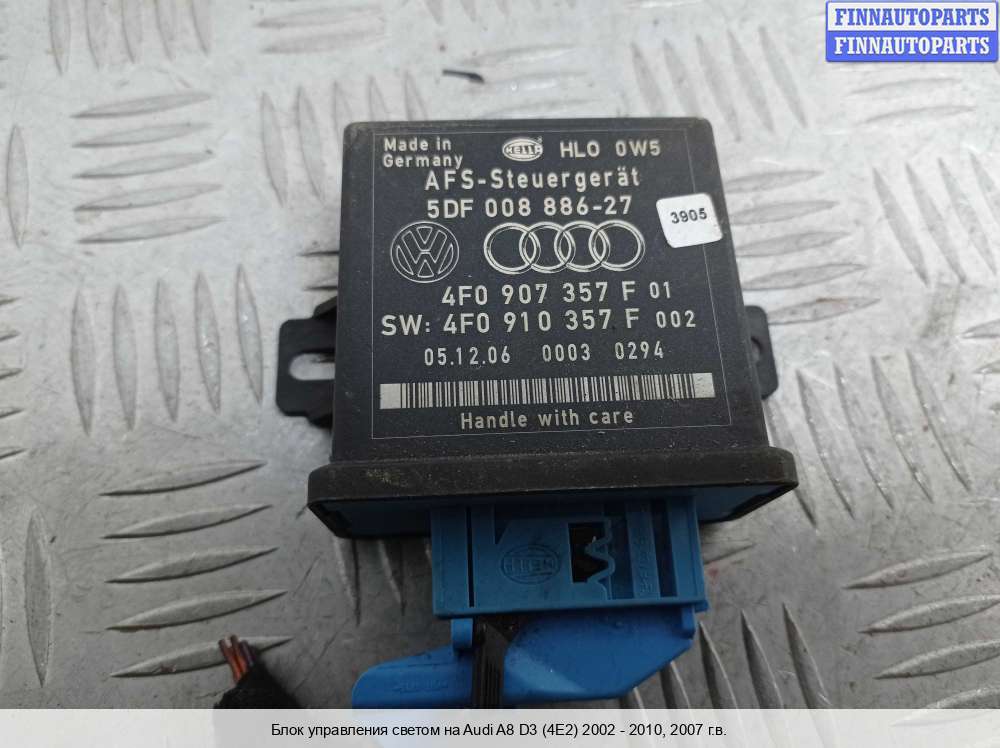 FINNAUTOPARTS
FINNAUTOPARTS
Made in
Germany
HELLA
HLO 0W5
AFS-Steuergerät
5DF 008 886-27
3905
4F0 907 357 F 01
SW: 4F0 910 357 F 002
05.12.06 0003 0294
Handle with care
HELLA
Блок управления светом на Audi A8 D3 (4E2) 2002 - 2010, 2007 г.в.